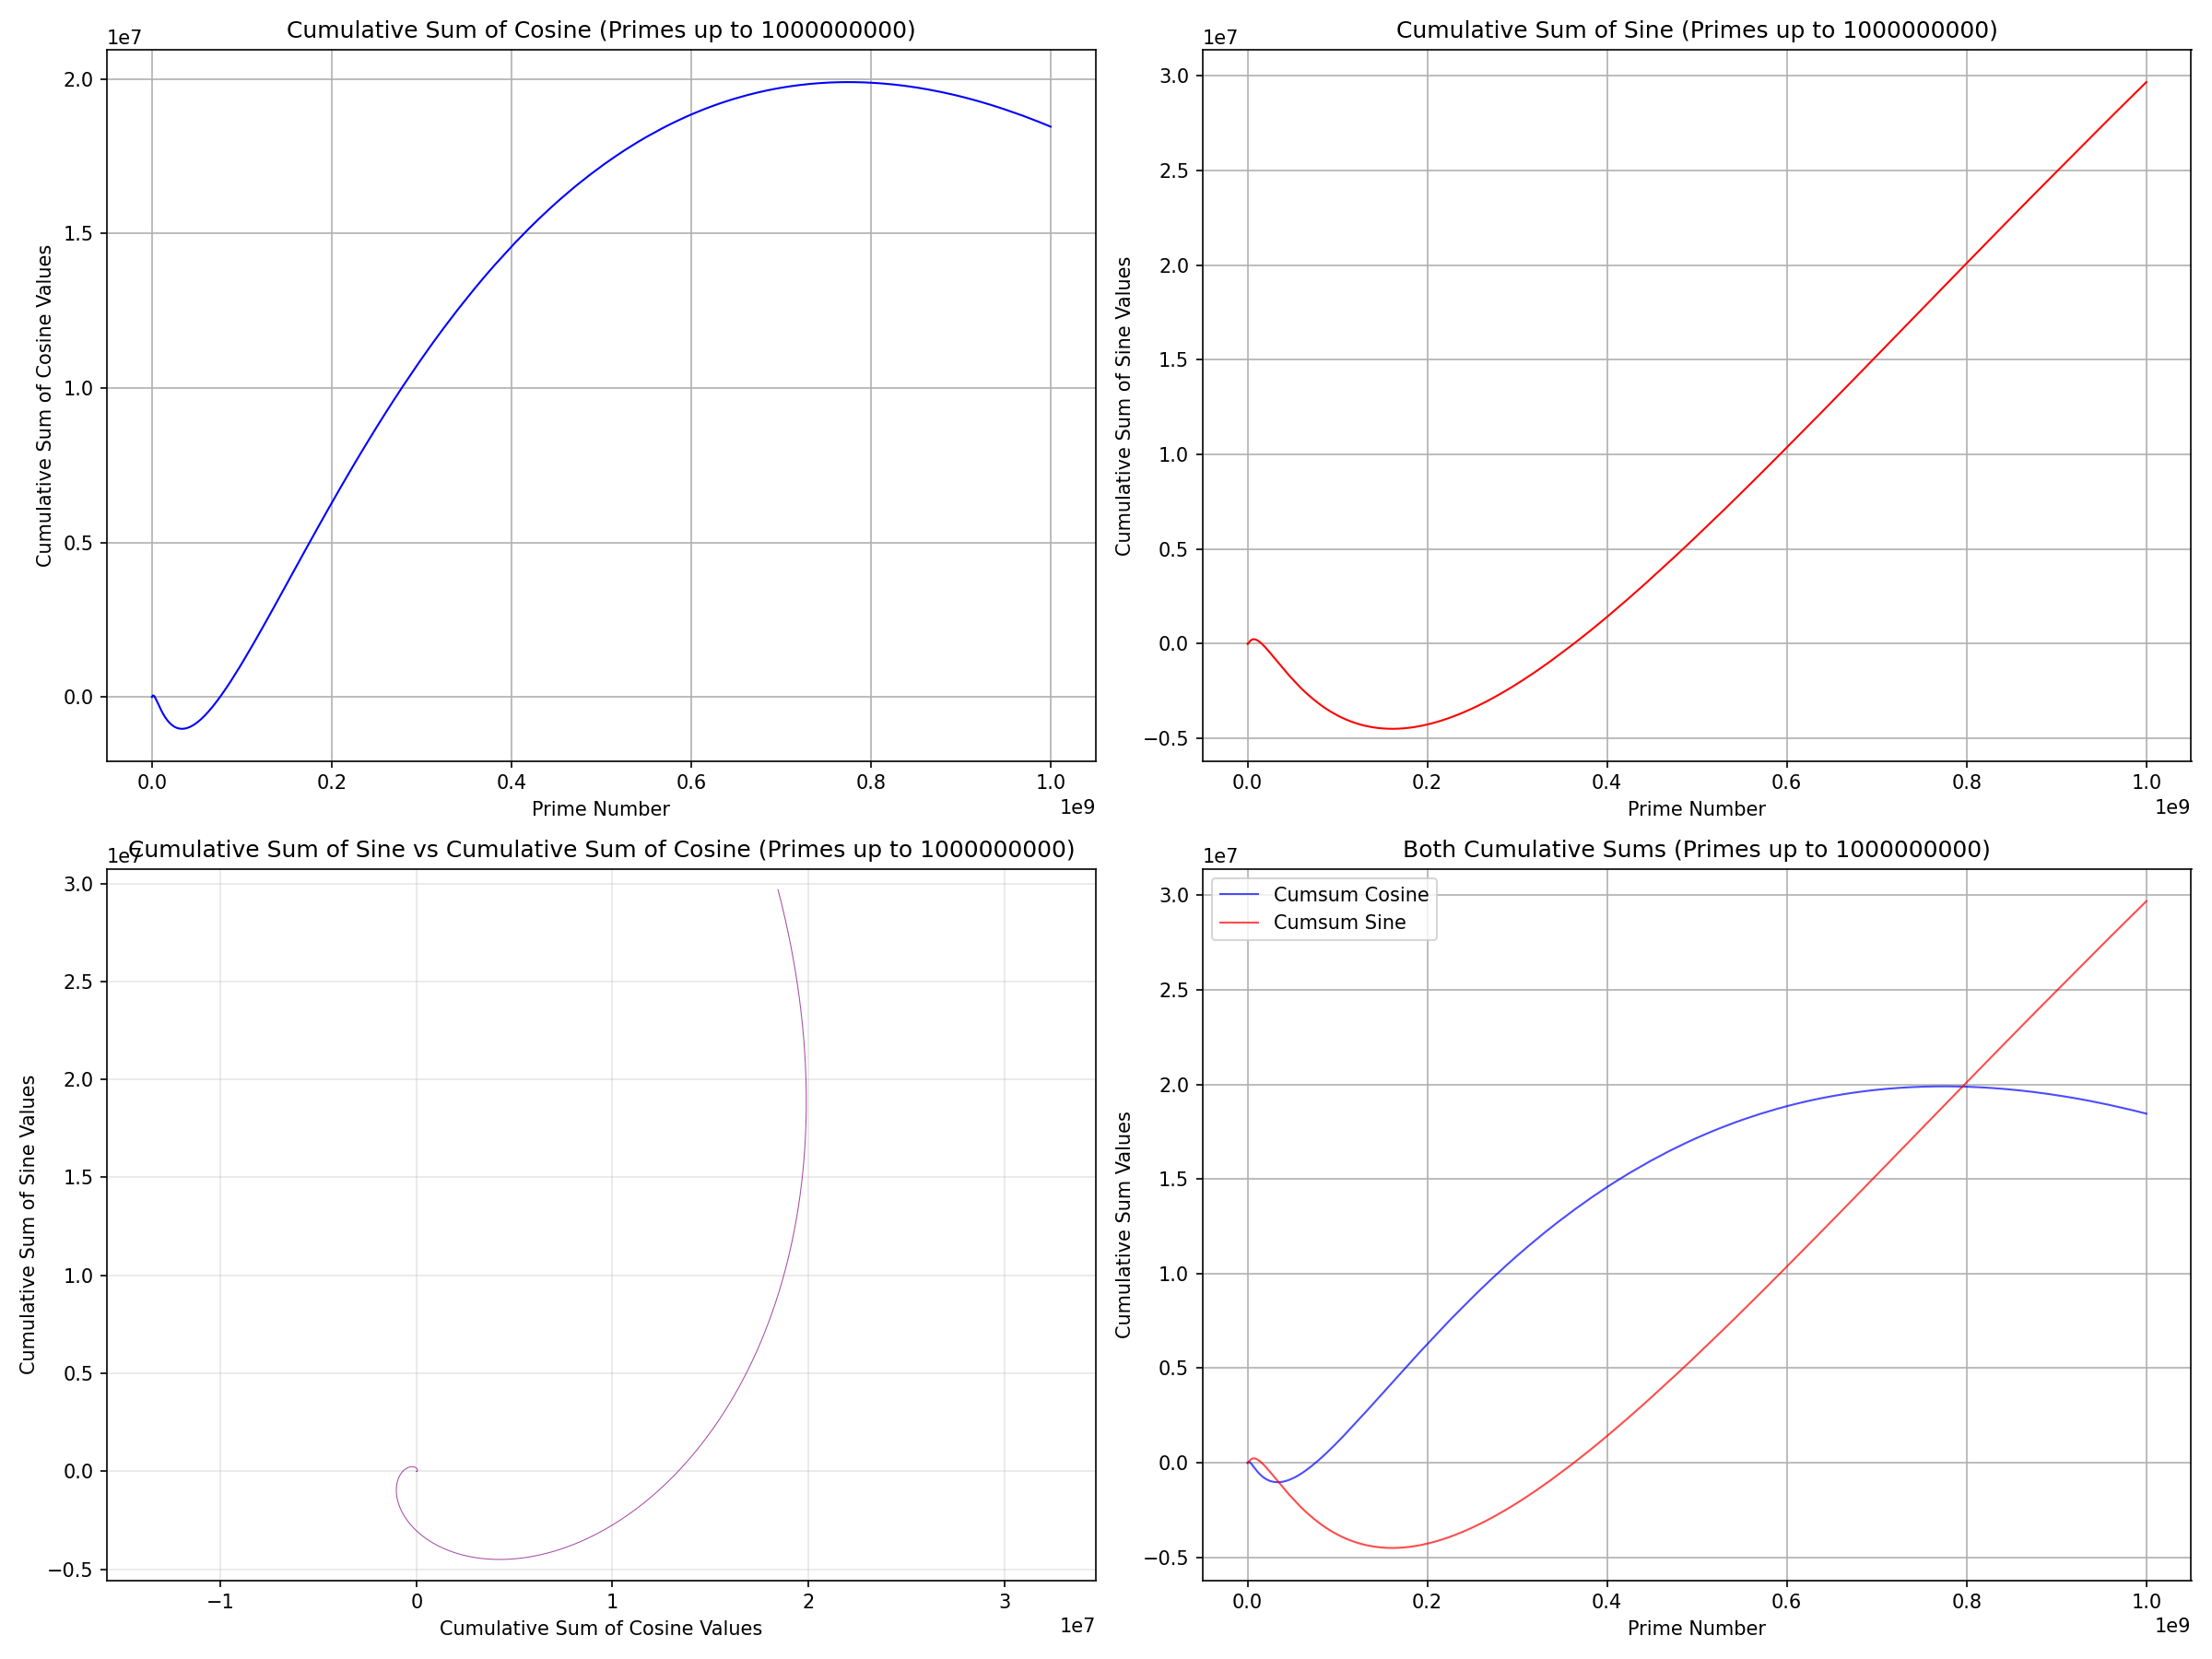 Cumulative Sum of Cosine (Primes up to 1000000000)
1e7
2.0
1.5
1.0
0.5
0.0
Cumulative Sum of Cosine Values
0.0 0.2 0.4 0.6 0.8 1.0
Prime Number
1e9
Cumulative Sum of Sine (Primes up to 1000000000)
1e7
3.0
2.5
2.0
1.5
1.0
0.5
0.0
−0.5
Cumulative Sum of Sine Values
0.0 0.2 0.4 0.6 0.8 1.0
Prime Number
1e9
Cumulative Sum of Sine vs Cumulative Sum of Cosine (Primes up to 1000000000)
1e7
3.0
2.5
2.0
1.5
1.0
0.5
0.0
−0.5
Cumulative Sum of Sine Values
−1 0 1 2 3
Cumulative Sum of Cosine Values
1e7
Both Cumulative Sums (Primes up to 1000000000)
1e7
Cumsum Cosine
Cumsum Sine
3.0
2.5
2.0
1.5
1.0
0.5
0.0
−0.5
Cumulative Sum Values
0.0 0.2 0.4 0.6 0.8 1.0
Prime Number
1e9